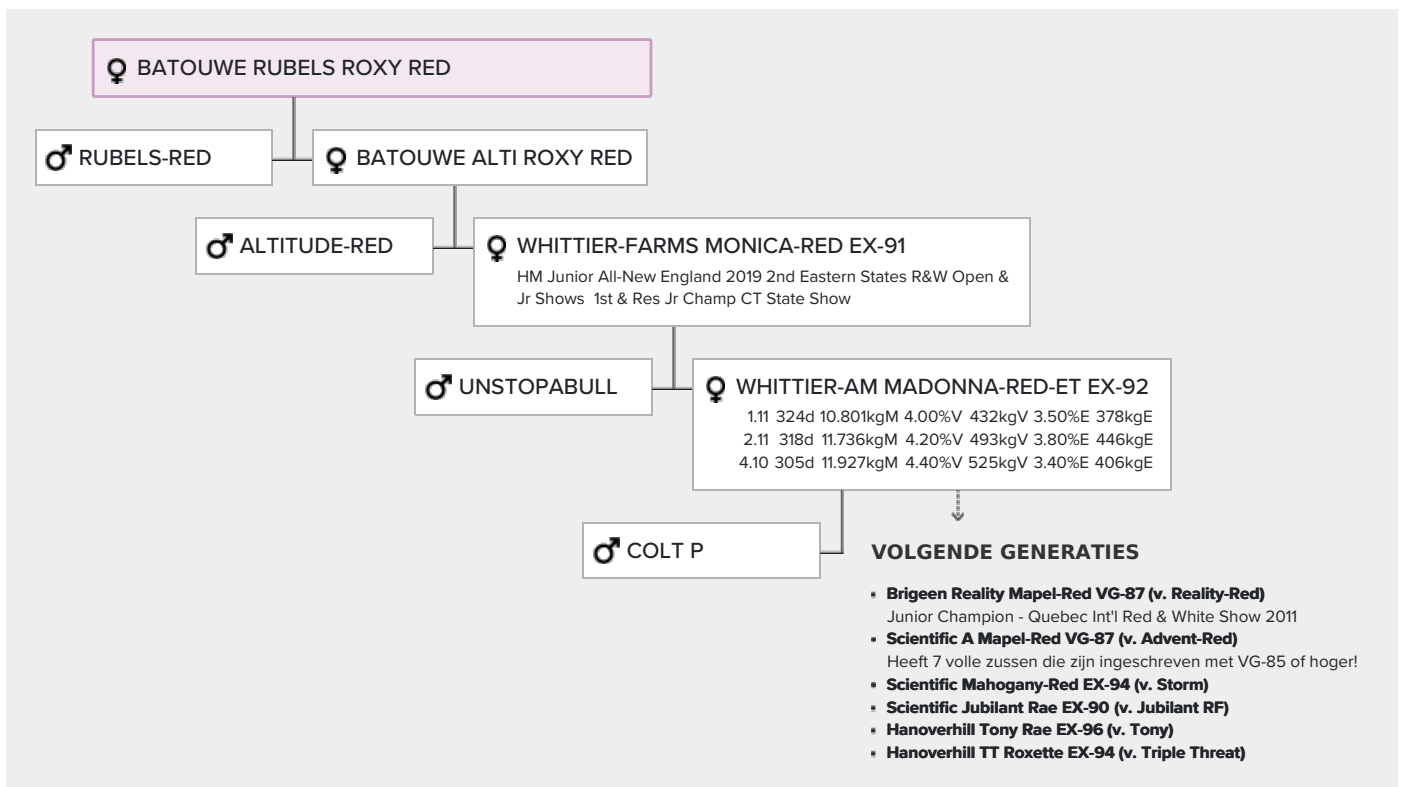 BATOUWE RUBELS ROXY RED
RUBELS-RED
BATOUWE ALTI ROXY RED
ALTITUDE-RED
WHITTIER-FARMS MONICA-RED EX-91
HM Junior All-New England 2019 2nd Eastern States R&W Open &
Jr Shows 1st & Res Jr Champ CT State Show
UNSTOPABULL
WHITTIER-AM MADONNA-RED-ET EX-92
1.11 324d 10.801kgM 4.00%V 432kgV 3.50%E 378kgE
2.11 318d 11.736kgM 4.20%V 493kgV 3.80%E 446kgE
4.10 305d 11.927kgM 4.40%V 525kgV 3.40%E 406kgE
COLT P
VOLGENDE GENERATIES
Brigeen Reality Mapel-Red VG-87 (v. Reality-Red)
Junior Champion - Quebec Int'l Red & White Show 2011
Scientific A Mapel-Red VG-87 (v. Advent-Red)
Heeft 7 volle zussen die zijn ingeschreven met VG-85 of hoger!
Scientific Mahogany-Red EX-94 (v. Storm)
Scientific Jubilant Rae EX-90 (v. Jubilant RF)
Hanoverhill Tony Rae EX-96 (v. Tony)
Hanoverhill TT Roxette EX-94 (v. Triple Threat)